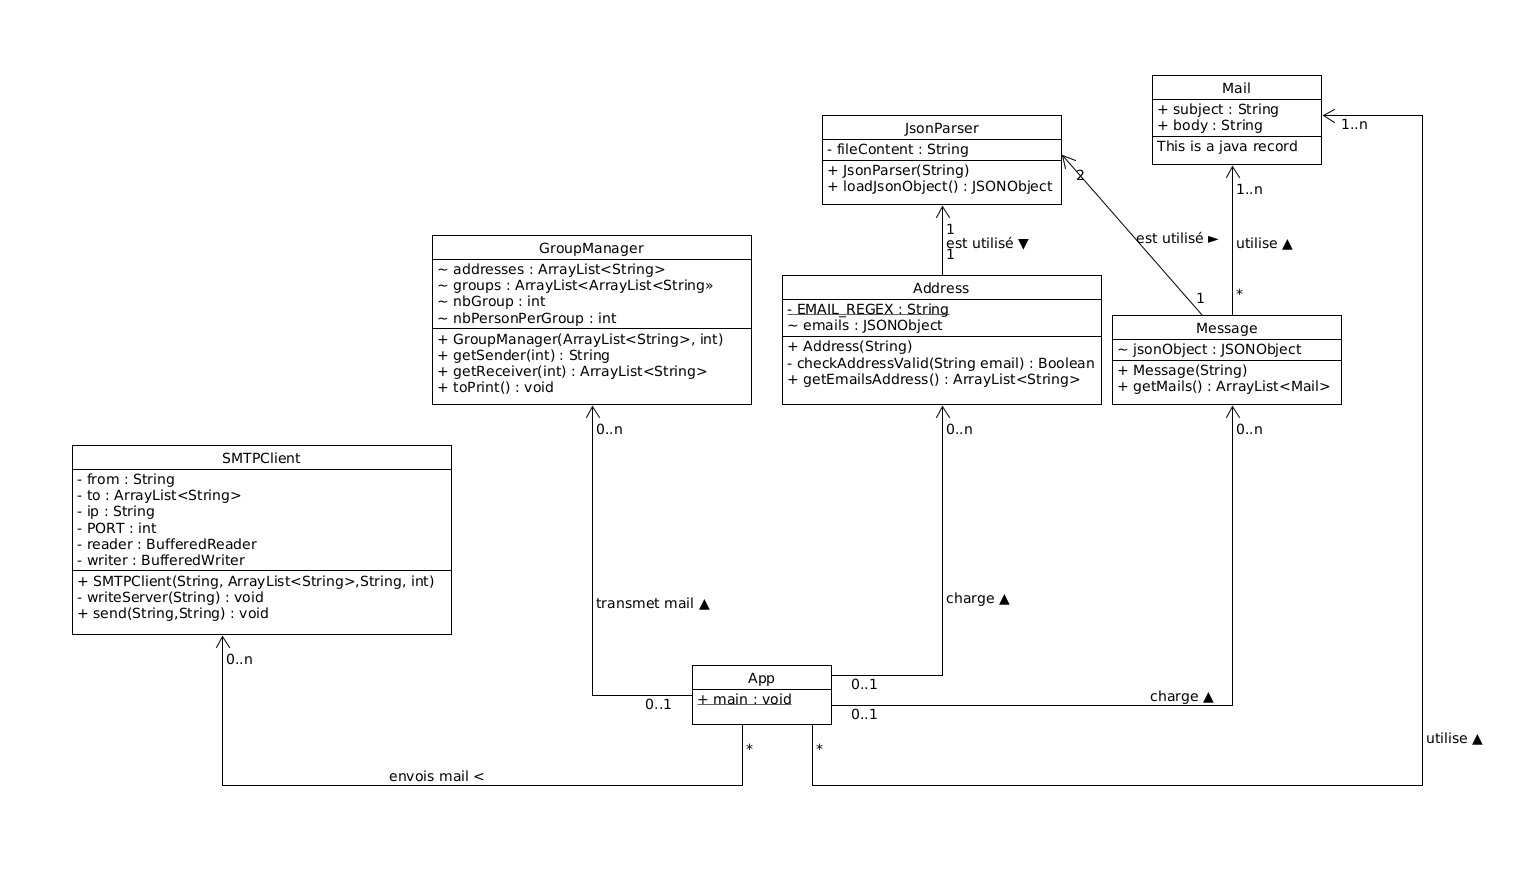 Mail
+ subject : String
+ body : String
This is a java record
1..n
1..n
utilise ▲
*
JsonParser
- fileContent : String
+ JsonParser(String)
+ loadJsonObject() : JSONObject
2
est utilisé ►
1
1
est utilisé ▼
1
GroupManager
~ addresses : ArrayList<String>
~ groups : ArrayList<ArrayList<String»
~ nbGroup : int
~ nbPersonPerGroup : int
+ GroupManager(ArrayList<String>, int)
+ getSender(int) : String
+ getReceiver(int) : ArrayList<String>
+ toPrint() : void
Address
- EMAIL_REGEX : String
~ emails : JSONObject
+ Address(String)
- checkAddressValid(String email) : Boolean
+ getEmailsAddress() : ArrayList<String>
Message
~ jsonObject : JSONObject
+ Message(String)
+ getMails() : ArrayList<Mail>
0..n
0..n
0..n
SMTPClient
- from : String
- to : ArrayList<String>
- ip : String
- PORT : int
- reader : BufferedReader
- writer : BufferedWriter
+ SMTPClient(String, ArrayList<String>,String, int)
- writeServer(String) : void
+ send(String,String) : void
0..n
transmet mail ▲
charge ▲
App
+ main : void
0..1
0..1
0..1
charge ▲
*
*
utilise ▲
envois mail <